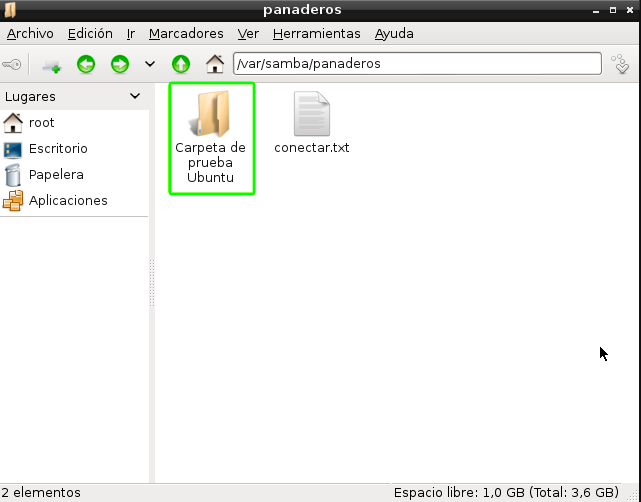 panaderos
Archivo Edición Ir Marcadores Ver Herramientas Ayuda
/var/samba/panaderos
Lugares
root
Escritorio
Papelera
Aplicaciones
Carpeta de
prueba
Ubuntu
conectar.txt
2 elementos
Espacio libre: 1,0 GB (Total: 3,6 GB)